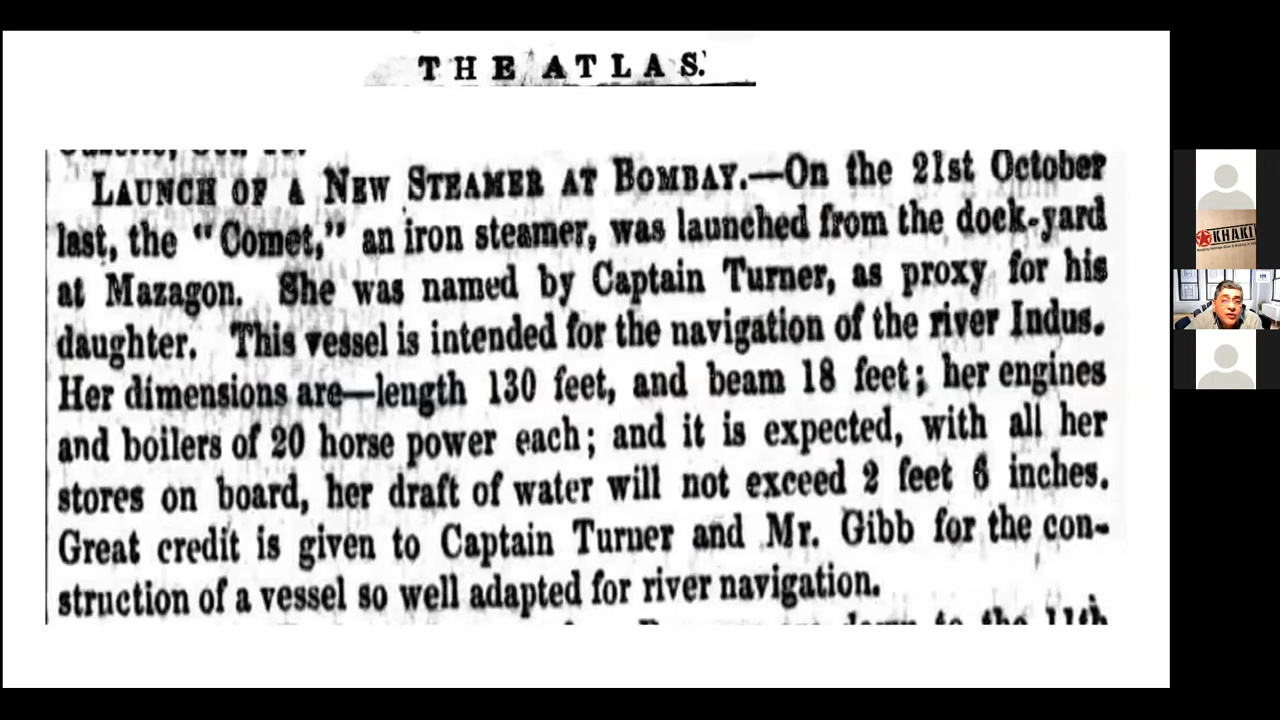 THE ATLAS.
LAUNCH OF A NEW STEAMER AT BOMBAY.—On the 21st October
last, the "Comet," an iron steamer, was launched from the dock-yard
at Mazagon. She was named by Captain Turner, as proxy for his
daughter. This vessel is intended for the navigation of the river Indus.
Her dimensions are—length 130 feet, and beam 18 feet; her engines
and boilers of 20 horse power each; and it is expected, with all her
stores on board, her draft of water will not exceed 2 feet 6 inches.
Great credit is given to Captain Turner and Mr. Gibb for the con-
struction of a vessel so well adapted for river navigation.
down to the 11th
KHAKI